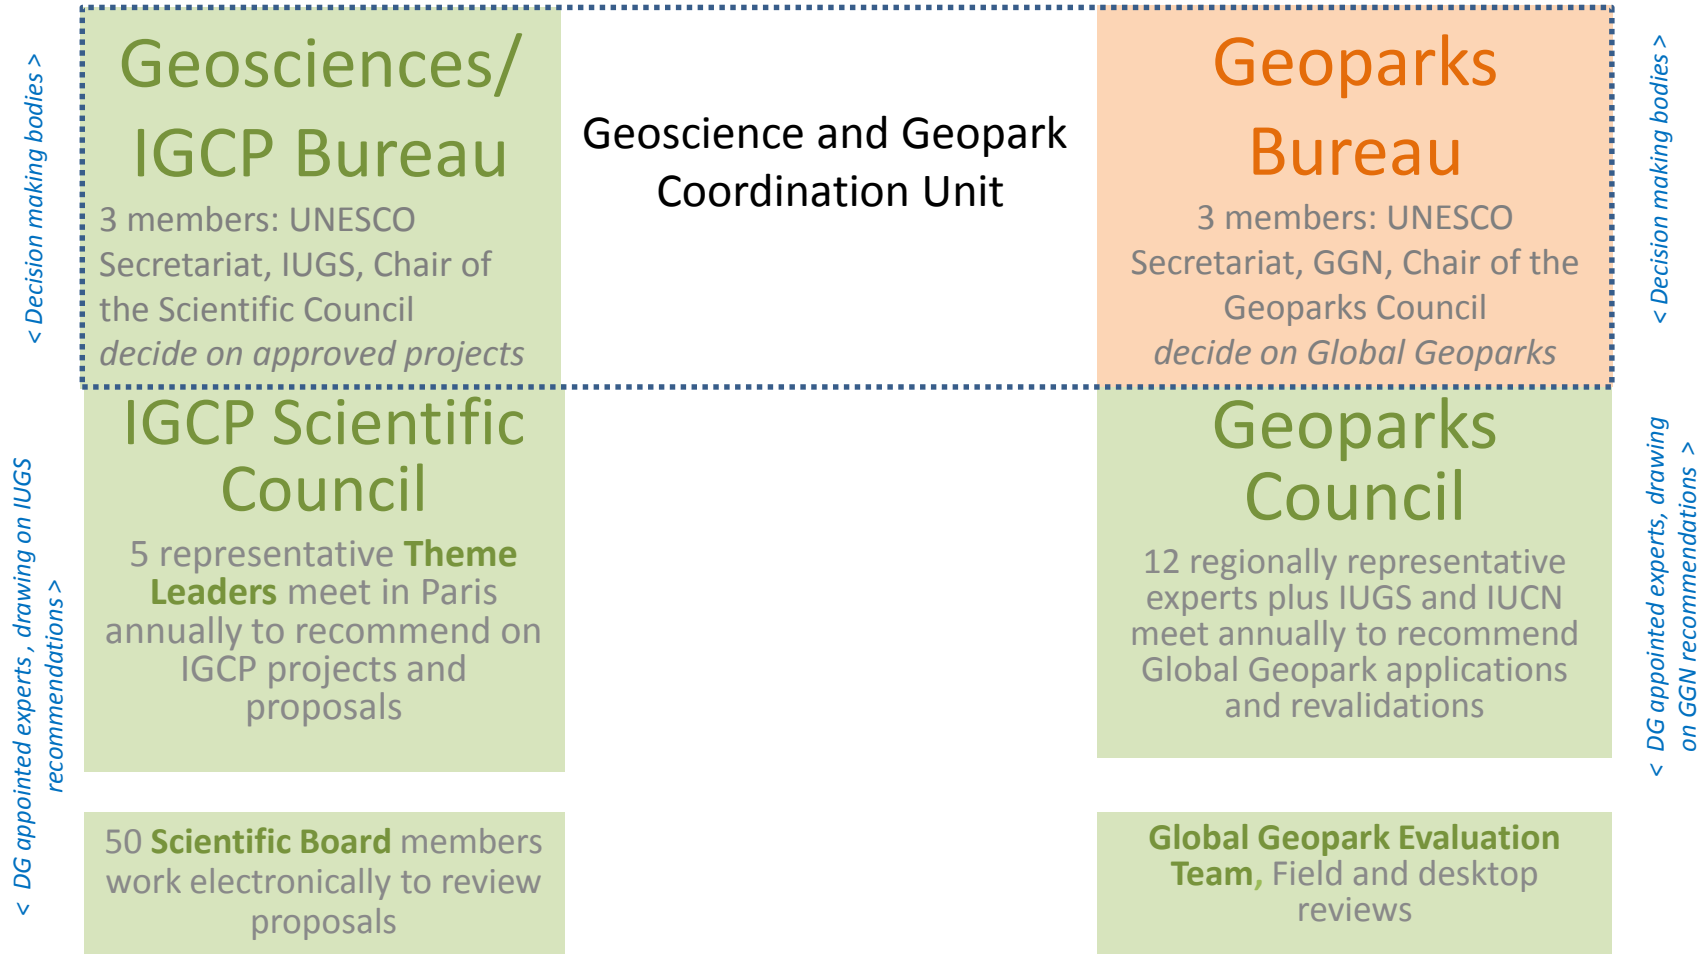 < Decision making bodies >
Geosciences/
IGCP Bureau
3 members: UNESCO
Secretariat, IUGS, Chair of
the Scientific Council
decide on approved projects
Geoscience and Geopark
Coordination Unit
Geoparks
Bureau
3 members: UNESCO
Secretariat, GGN, Chair of the
Geoparks Council
decide on Global Geoparks
< Decision making bodies >
< DG appointed experts , drawing on IUGS
recommendations >
IGCP Scientific
Council
5 representative Theme
Leaders meet in Paris
annually to recommend on
IGCP projects and
proposals
50 Scientific Board members
work electronically to review
proposals
Geoparks
Council
12 regionally representative
experts plus IUGS and IUCN
meet annually to recommend
Global Geopark applications
and revalidations
Global Geopark Evaluation
Team, Field and desktop
reviews
< DG appointed experts, drawing
on GGN recommendations >